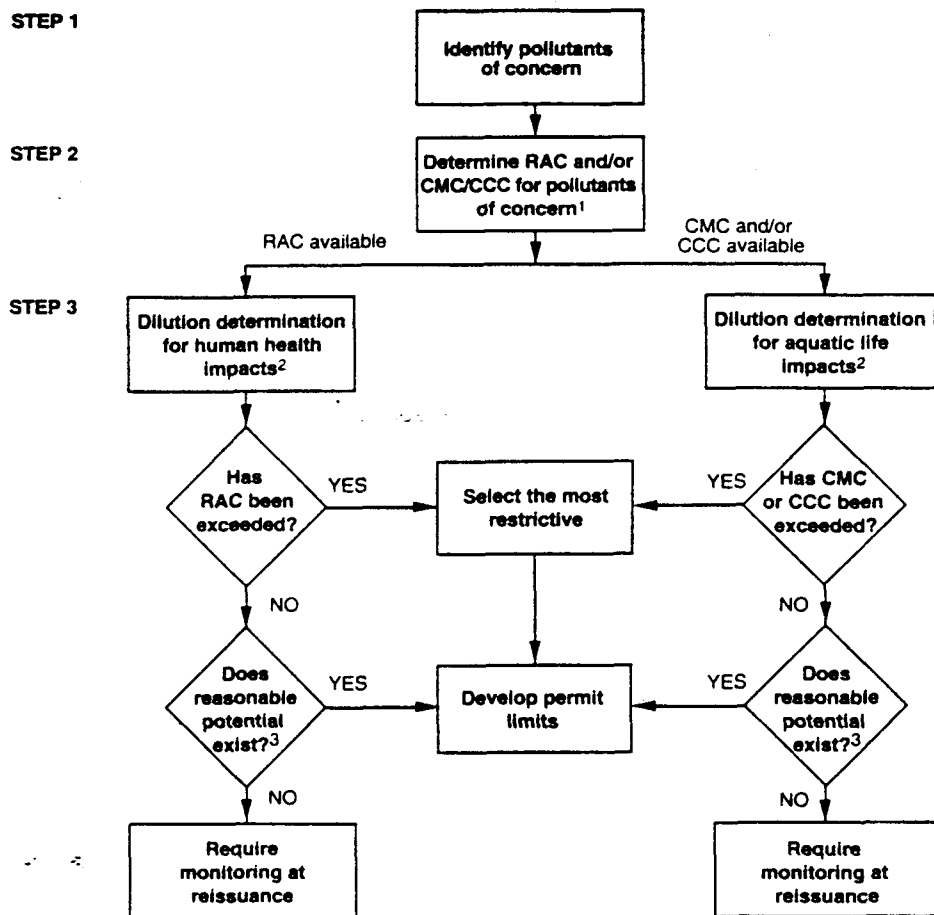 STEP 1
Identify pollutants
of concern
STEP 2
Determine RAC and/or
CMC/CCC for pollutants
of concern1
RAC available
CMC and/or
CCC available
STEP 3
Dilution determination
for human health
impacts2
Dilution determination
for aquatic life
impacts2
Has
RAC been
exceeded?
YES
Select the most
restrictive
YES
Has CMC
or CCC been
exceeded?
NO
NO
Does
reasonable
potential
exist?3
YES
Develop permit
limits
YES
Does
reasonable
potential
exist?3
NO
NO
Require
monitoring at
reissuance
Require
monitoring at
reissuance